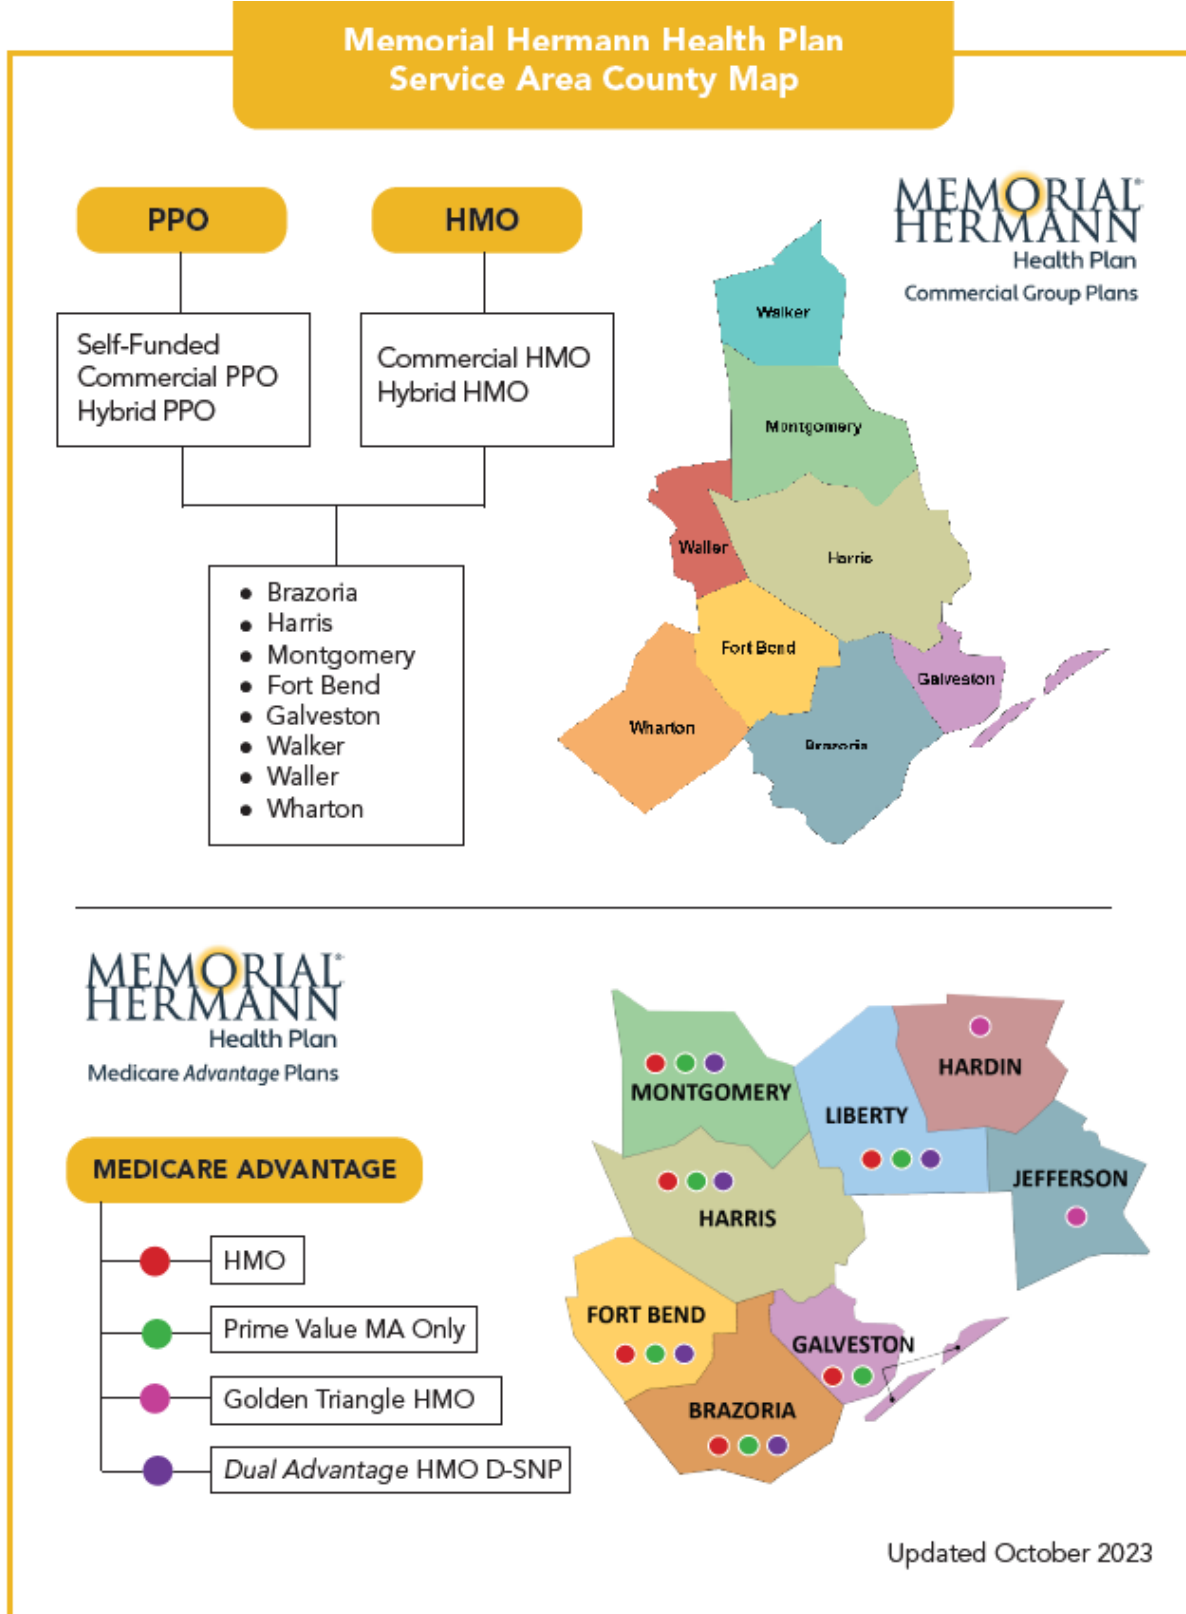 Memorial Hermann Health Plan
Service Area County Map
PPO
HMO
Self-Funded
Commercial PPO
Hybrid PPO
Commercial HMO
Hybrid HMO
• Brazoria
• Harris
• Montgomery
• Fort Bend
• Galveston
• Walker
• Waller
• Wharton
MEMORIAL®
HERMANN
Health Plan
Commercial Group Plans
Walker
Montgomery
Waller
Harris
Fort Bend
Galveston
Wharton
Brazoria
MEMORIAL®
HERMANN
Health Plan
Medicare Advantage Plans
MEDICARE ADVANTAGE
HMO
Prime Value MA Only
Golden Triangle HMO
Dual Advantage HMO D-SNP
HARDIN
MONTGOMERY
LIBERTY
JEFFERSON
HARRIS
FORT BEND
GALVESTON
BRAZORIA
Updated October 2023